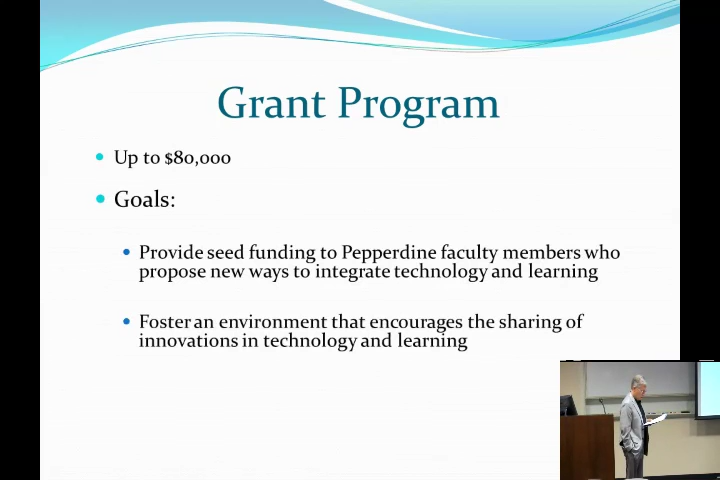 Grant Program
Up to $80,000
Goals:
Provide seed funding to Pepperdine faculty members who
propose new ways to integrate technology and learning
Foster an environment that encourages the sharing of
innovations in technology and learning